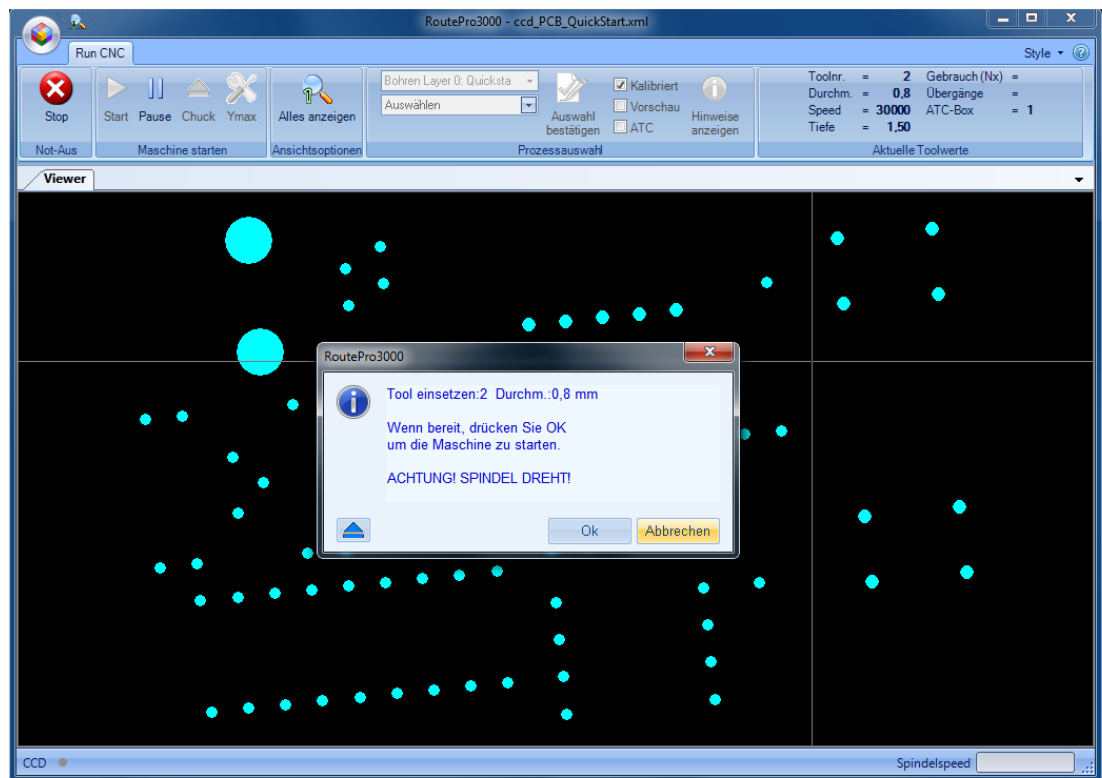 RoutePro3000 - ccd_PCB_QuickStart.xml
Run CNC
Style
Stop
Start Pause Chuck Ymax
Alles anzeigen
Bohren Layer 0: Quicksta
Auswählen
Auswahl
bestätigen
Kalibriert
Vorschau
ATC
Hinweise
anzeigen
Toolnr. = 2 Gebrauch (Nx) =
Durchm. = 0,8 Übergänge =
Speed = 30000 ATC-Box = 1
Tiefe = 1,50
Not-Aus
Maschine starten
Ansichtsoptionen
Prozessauswahl
Aktuelle Toolwerte
Viewer
RoutePro3000
Tool einsetzen:2 Durchm.:0,8 mm
Wenn bereit, drücken Sie OK
um die Maschine zu starten.
ACHTUNG! SPINDEL DREHT!
Ok Abbrechen
CCD
Spindelspeed